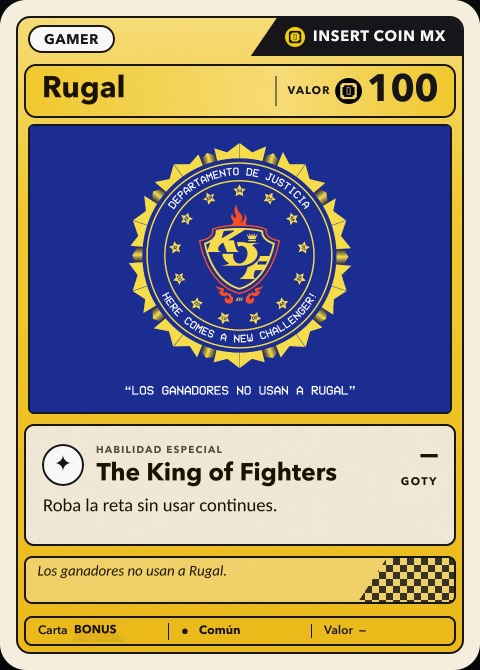 GAMER
INSERT COIN MX
Rugal
VALOR 100
DEPARTAMENTO DE JUSTICIA
KOF
XIV
HERE COMES A NEW CHALLENGER!
“LOS GANADORES NO USAN A RUGAL”
HABILIDAD ESPECIAL
The King of Fighters
–
GOTY
Roba la reta sin usar continues.
Los ganadores no usan a Rugal.
Carta BONUS
• Común
Valor –